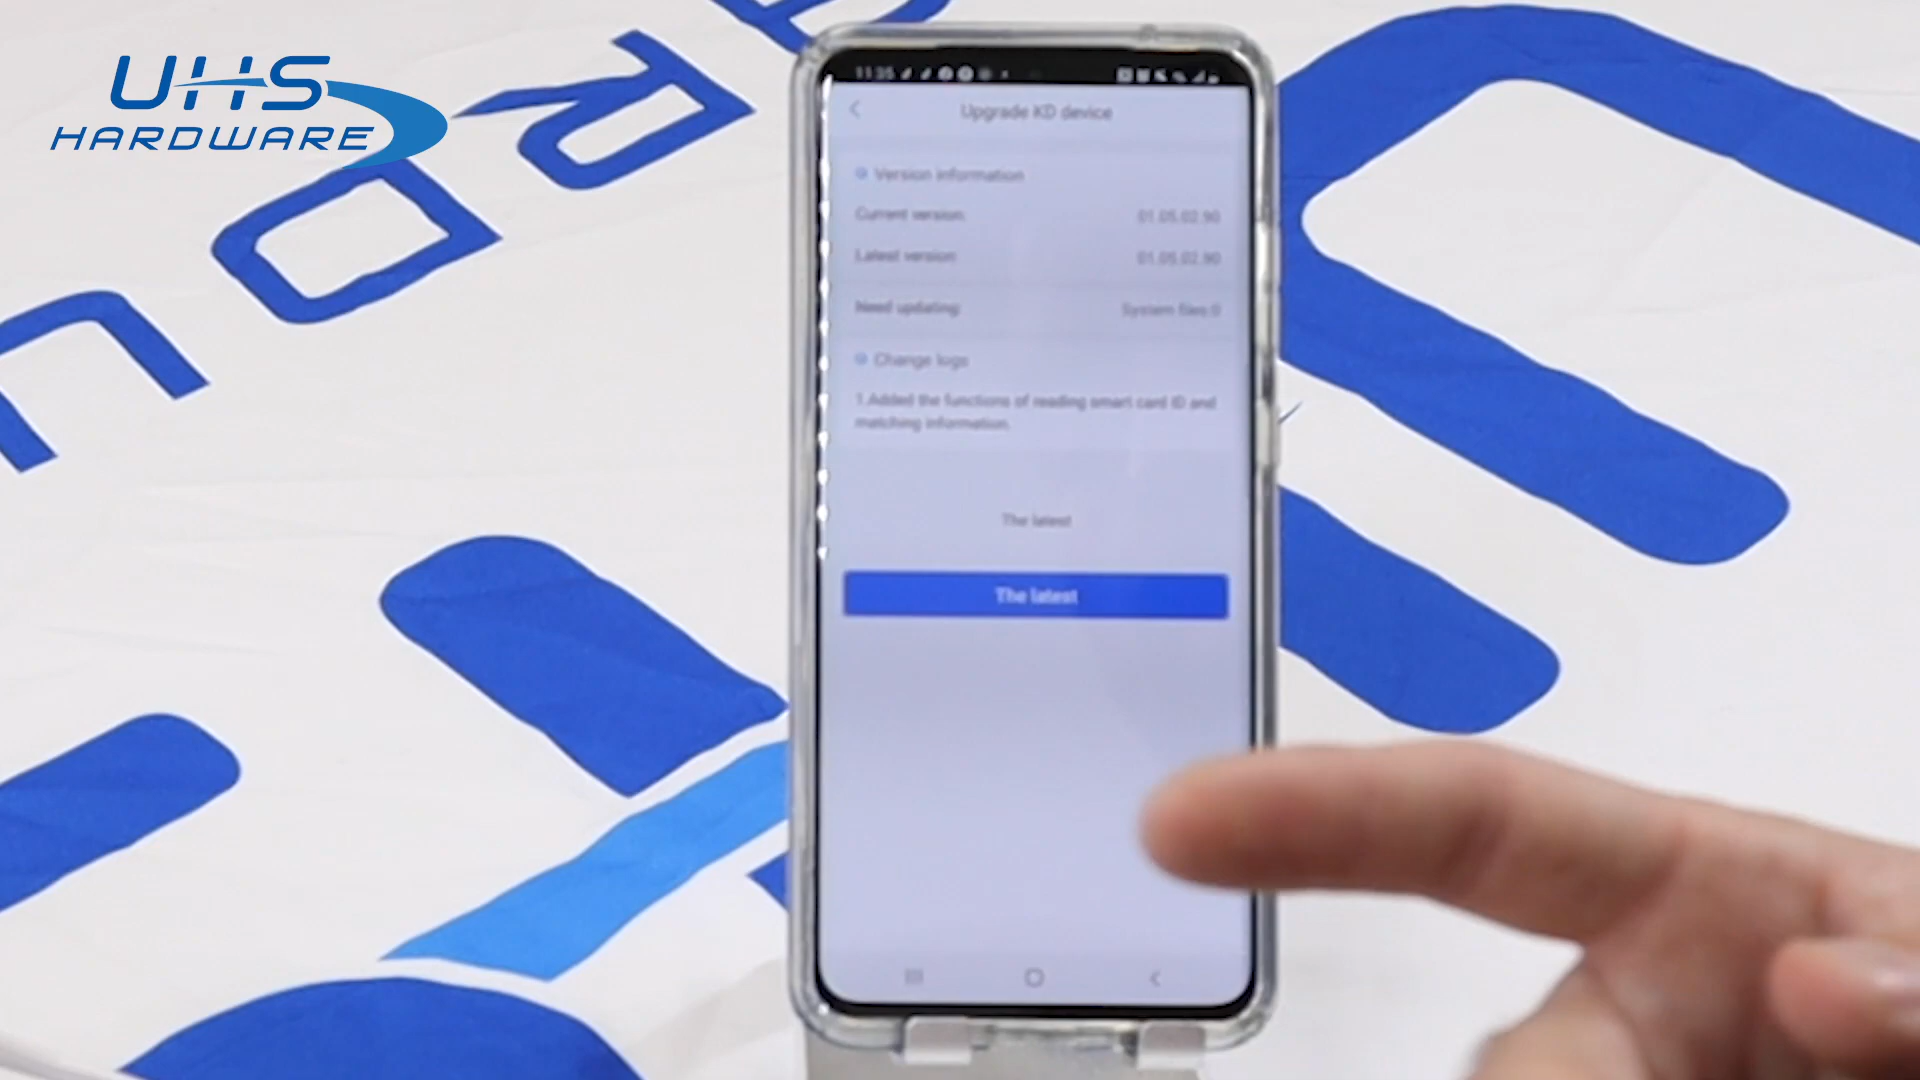 UHS
HARDWARE
11:35
Upgrade KD device
Version information
Current version: 01.05.02.90
Latest version: 01.05.02.90
Need updating: System files:0
Change logs
1.Added the functions of reading smart card ID and
matching information.
The latest
The latest